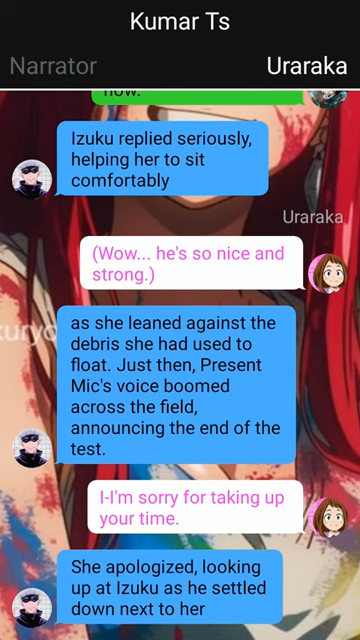 Kumar Ts
Narrator
Uraraka
now.
Izuku replied seriously,
helping her to sit
comfortably
Uraraka
(Wow... he's so nice and
strong.)
as she leaned against the
debris she had used to
float. Just then, Present
Mic's voice boomed
across the field,
announcing the end of the
test.
I-I'm sorry for taking up
your time.
She apologized, looking
up at Izuku as he settled
down next to her